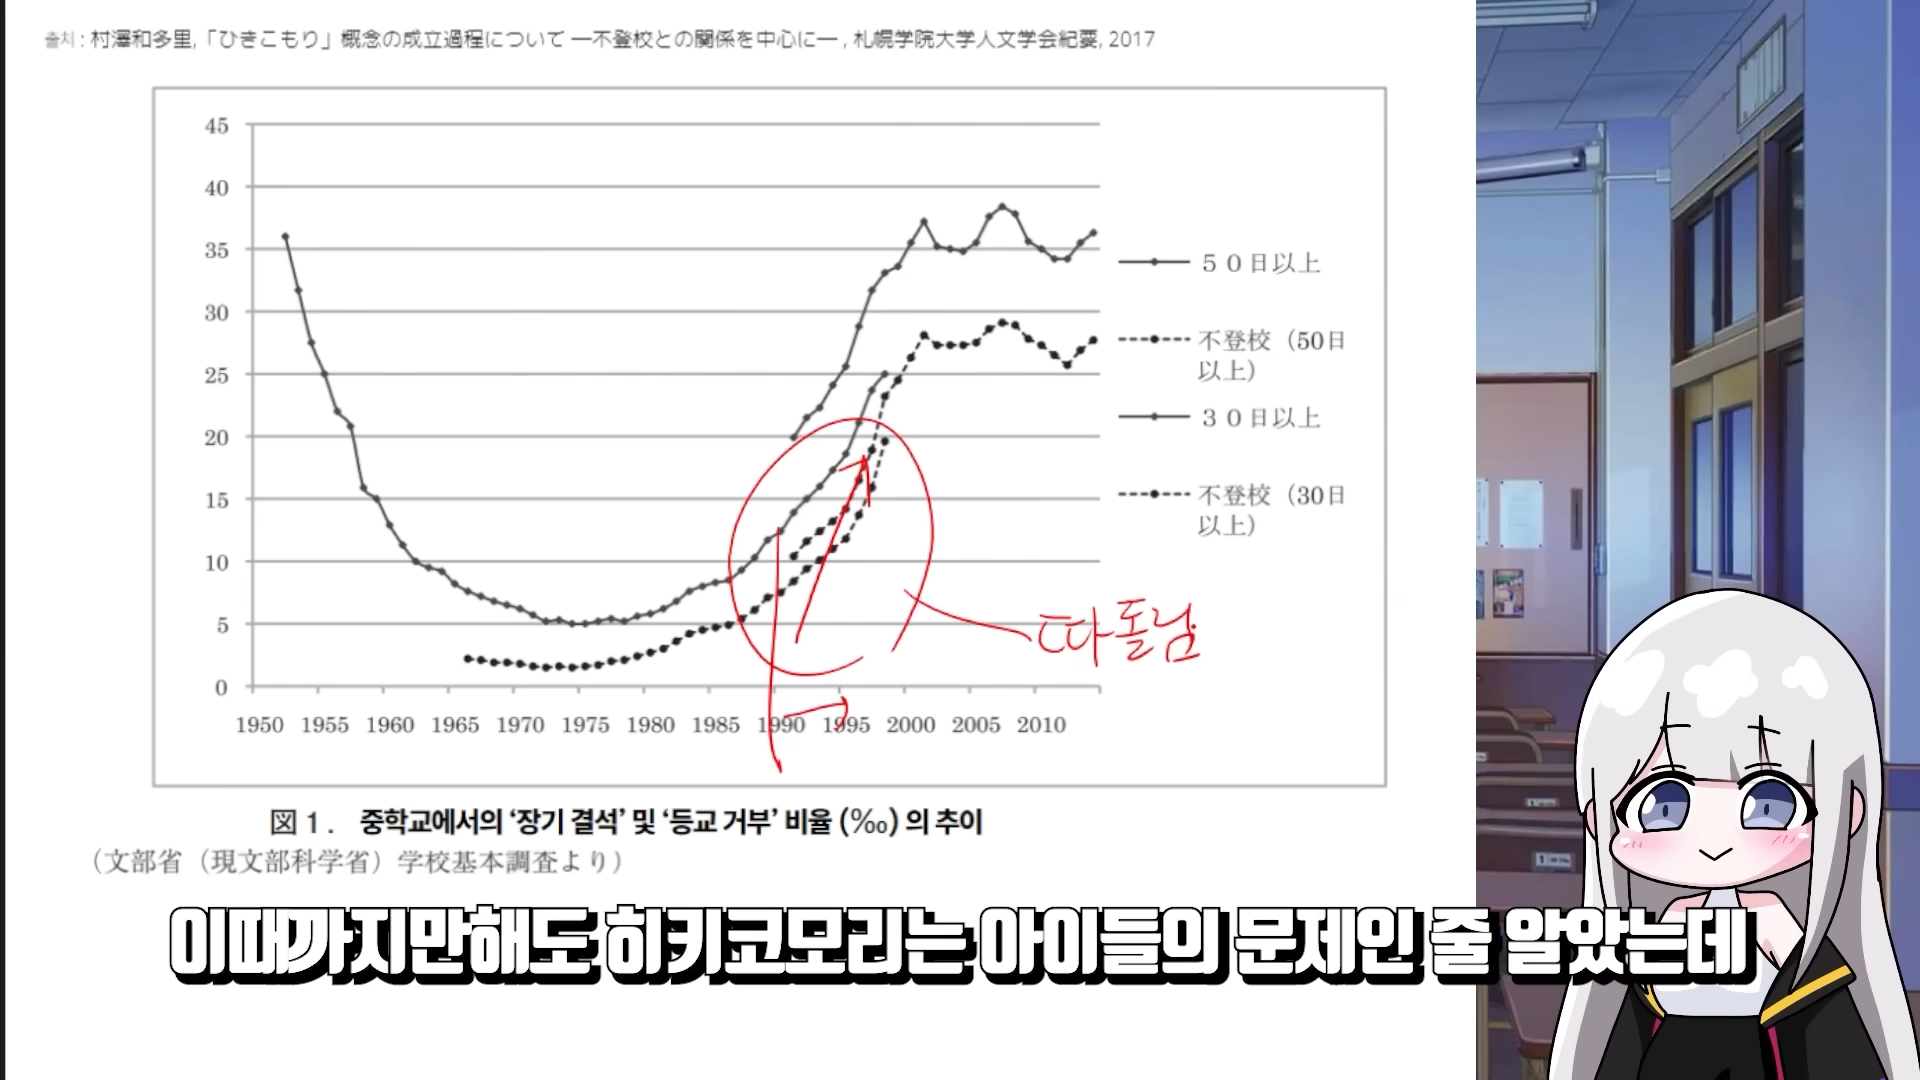 출처 : 村澤和多里,「ひきこもり」概念の成立過程について ―不登校との関係を中心に― , 札幌学院大学人文学会紀要, 2017
45
40
35
30
25
20
15
10
5
0
1950 1955 1960 1965 1970 1975 1980 1985 1990 1995 2000 2005 2010
５０日以上
不登校（50日
以上）
３０日以上
不登校（30日
以上）
따돌림
図１. 중학교에서의 ‘장기 결석’ 및 ‘등교 거부’ 비율 (‰) 의 추이
（文部省（現文部科学省）学校基本調査より）
이때까지만해도 히키코모리는 아이들의 문제인 줄 알았는데